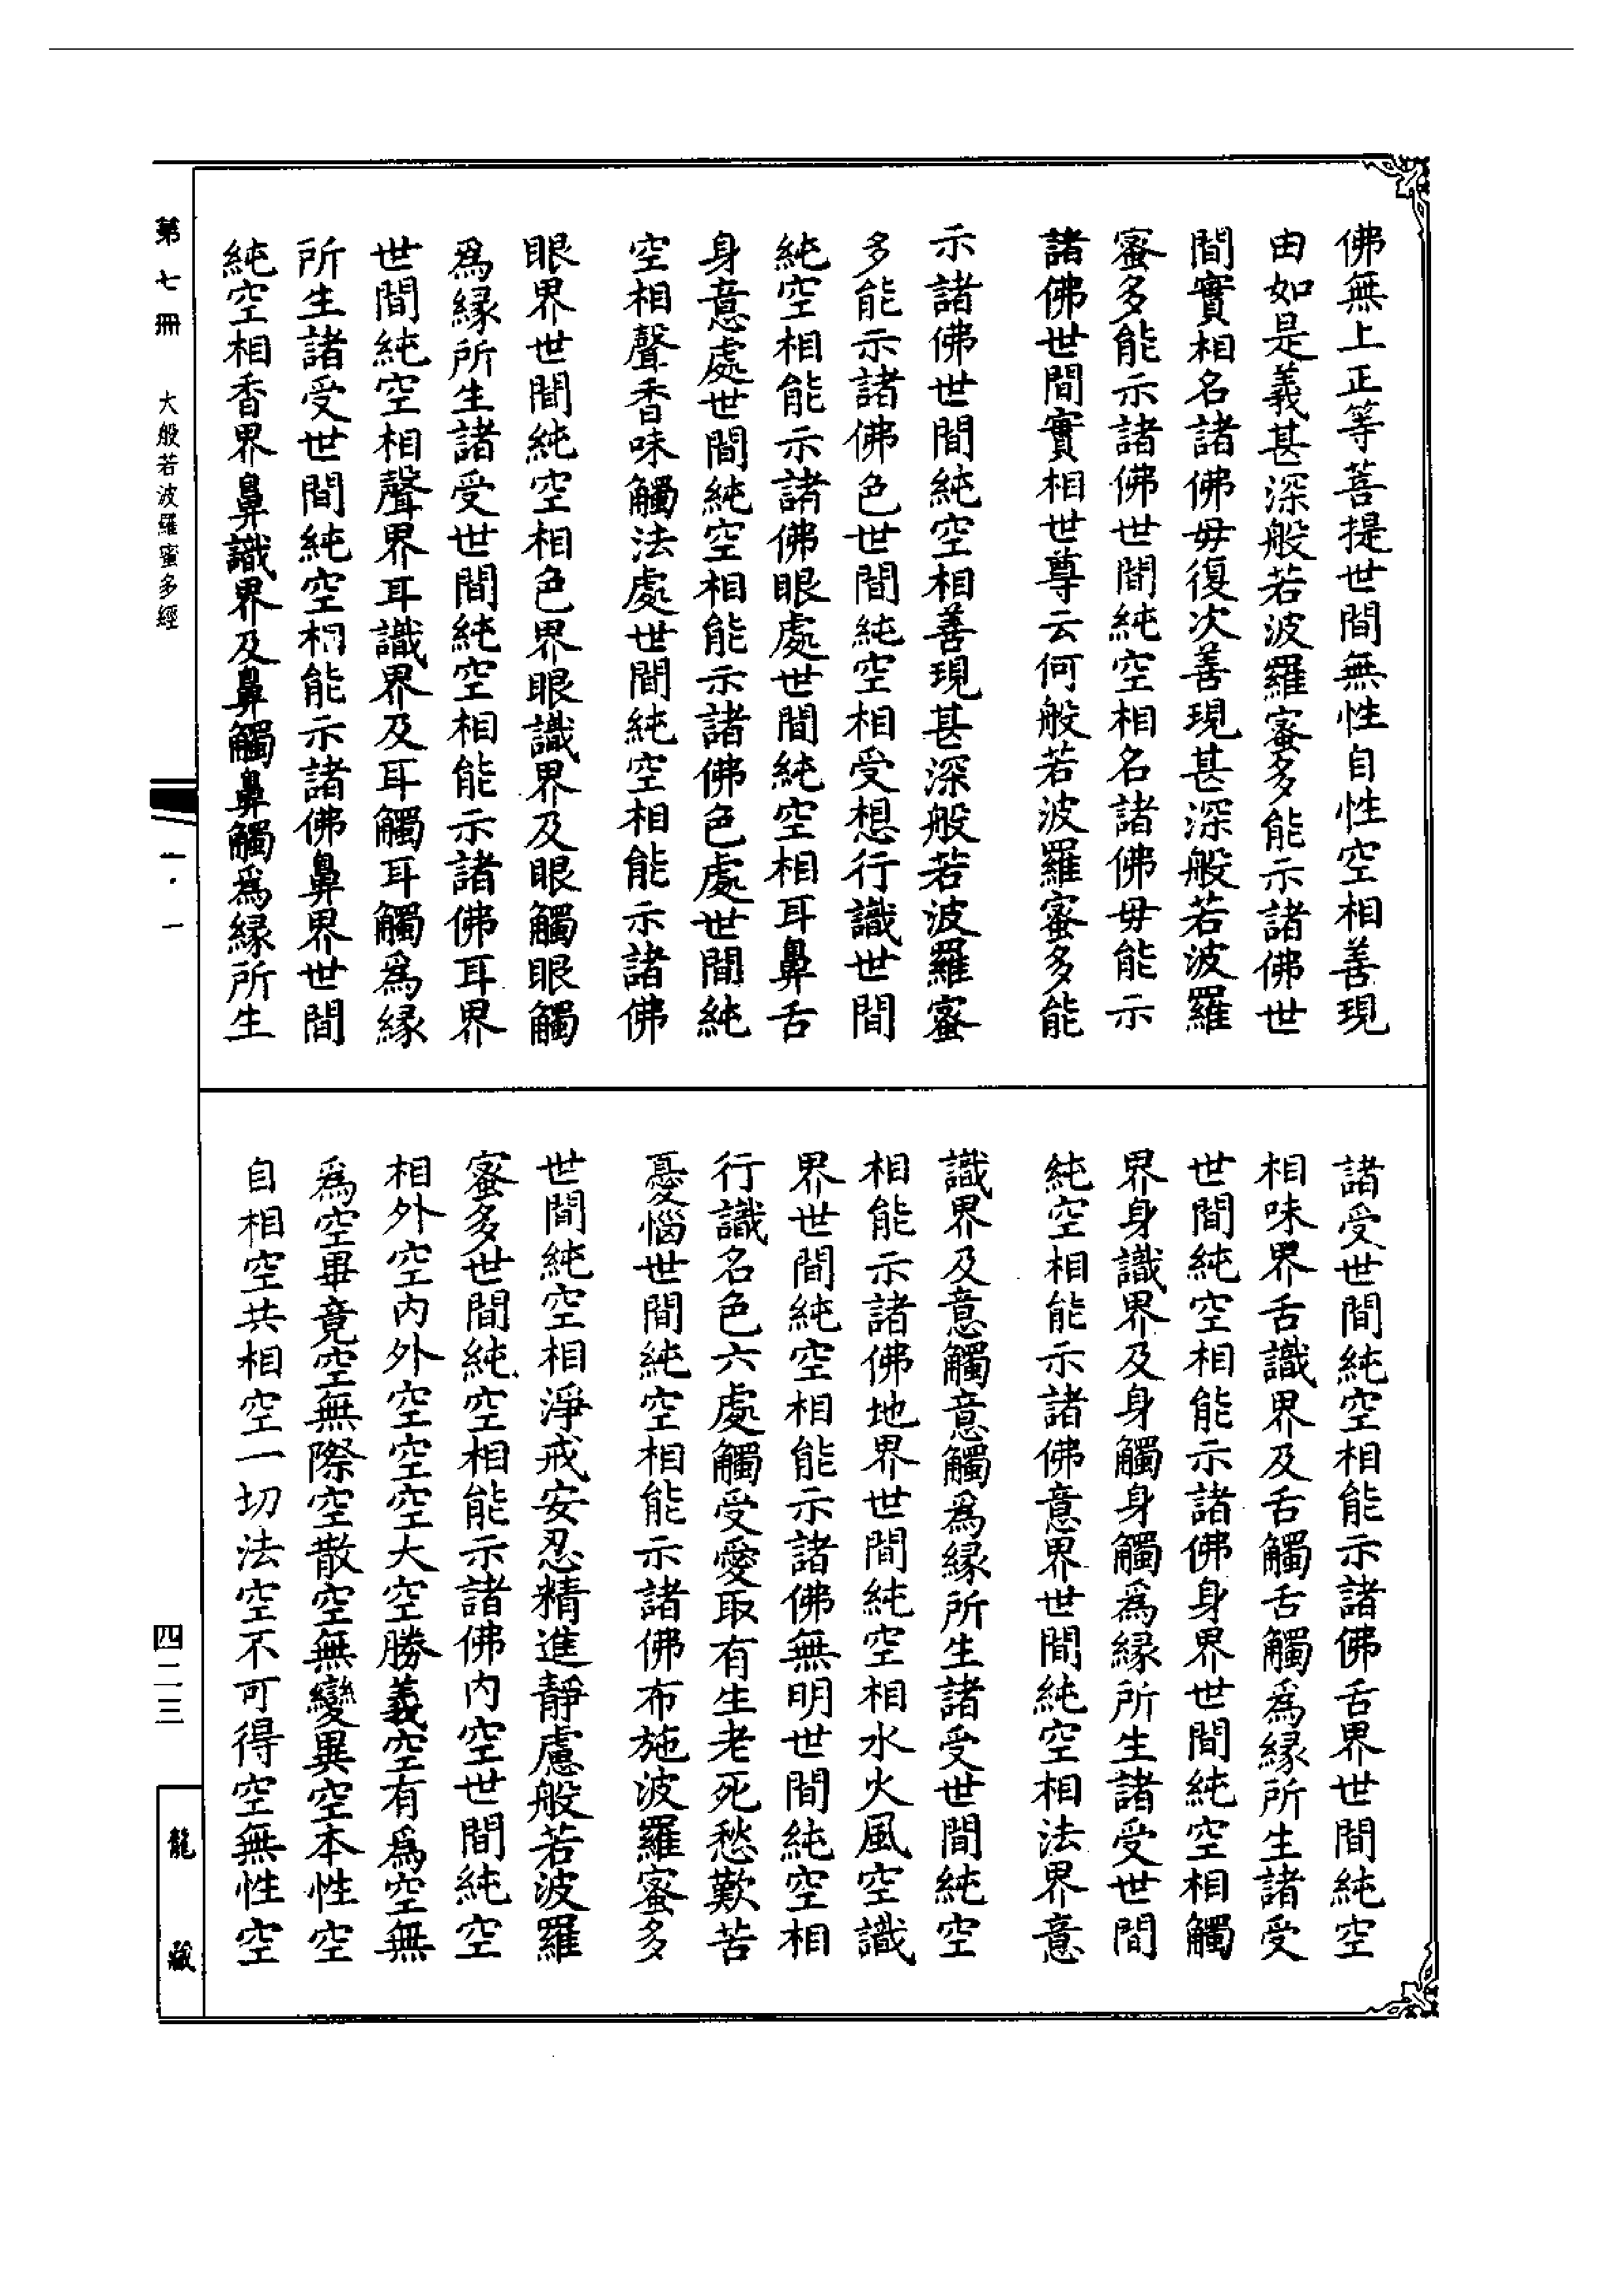 佛無上正等菩提世間無性自性空相善現
由如是義甚深般若波羅蜜多能示諸佛世
間實相名諸佛毋復次善現甚深般若波羅
蜜多能示諸佛世間純空相名諸佛毋能示
諸佛世間實相世尊云何般若波羅蜜多能
示諸佛世間純空相善現甚深般若波羅蜜
多能示諸佛色世間純空相受想行識世間
純空相能示諸佛眼處世間純空相耳鼻舌
身意處世間純空相能示諸佛色處世間純
空相聲香味觸法處世間純空相能示諸佛
眼界世間純空相色界眼識界及眼觸眼觸
為緣所生諸受世間純空相能示諸佛耳界
世間純空相聲界耳識界及耳觸耳觸為緣
所生諸受世間純空相能示諸佛鼻界世間
純空相香界鼻識界及鼻觸鼻觸為緣所生
諸受世間純空相能示諸佛舌界世間純空
相味界舌識界及舌觸舌觸為緣所生諸受
世間純空相能示諸佛身界世間純空相觸
界身識界及身觸身觸為緣所生諸受世間
純空相能示諸佛意界世間純空相法界意
識界及意觸意觸為緣所生諸受世間純空
相能示諸佛地界世間純空相水火風空識
界世間純空相能示諸佛無明世間純空相
行識名色六處觸受愛取有生老死愁歎苦
憂惱世間純空相能示諸佛布施波羅蜜多
世間純空相淨戒安忍精進靜慮般若波羅
蜜多世間純空相能示諸佛內空世間純空
相外空內外空空空大空勝義空有為空無
為空畢竟空無際空散空無變異空本性空
自相空共相空一切法空不可得空無性空
第七冊 大般若波羅蜜多經
一·一
四二三
龍藏